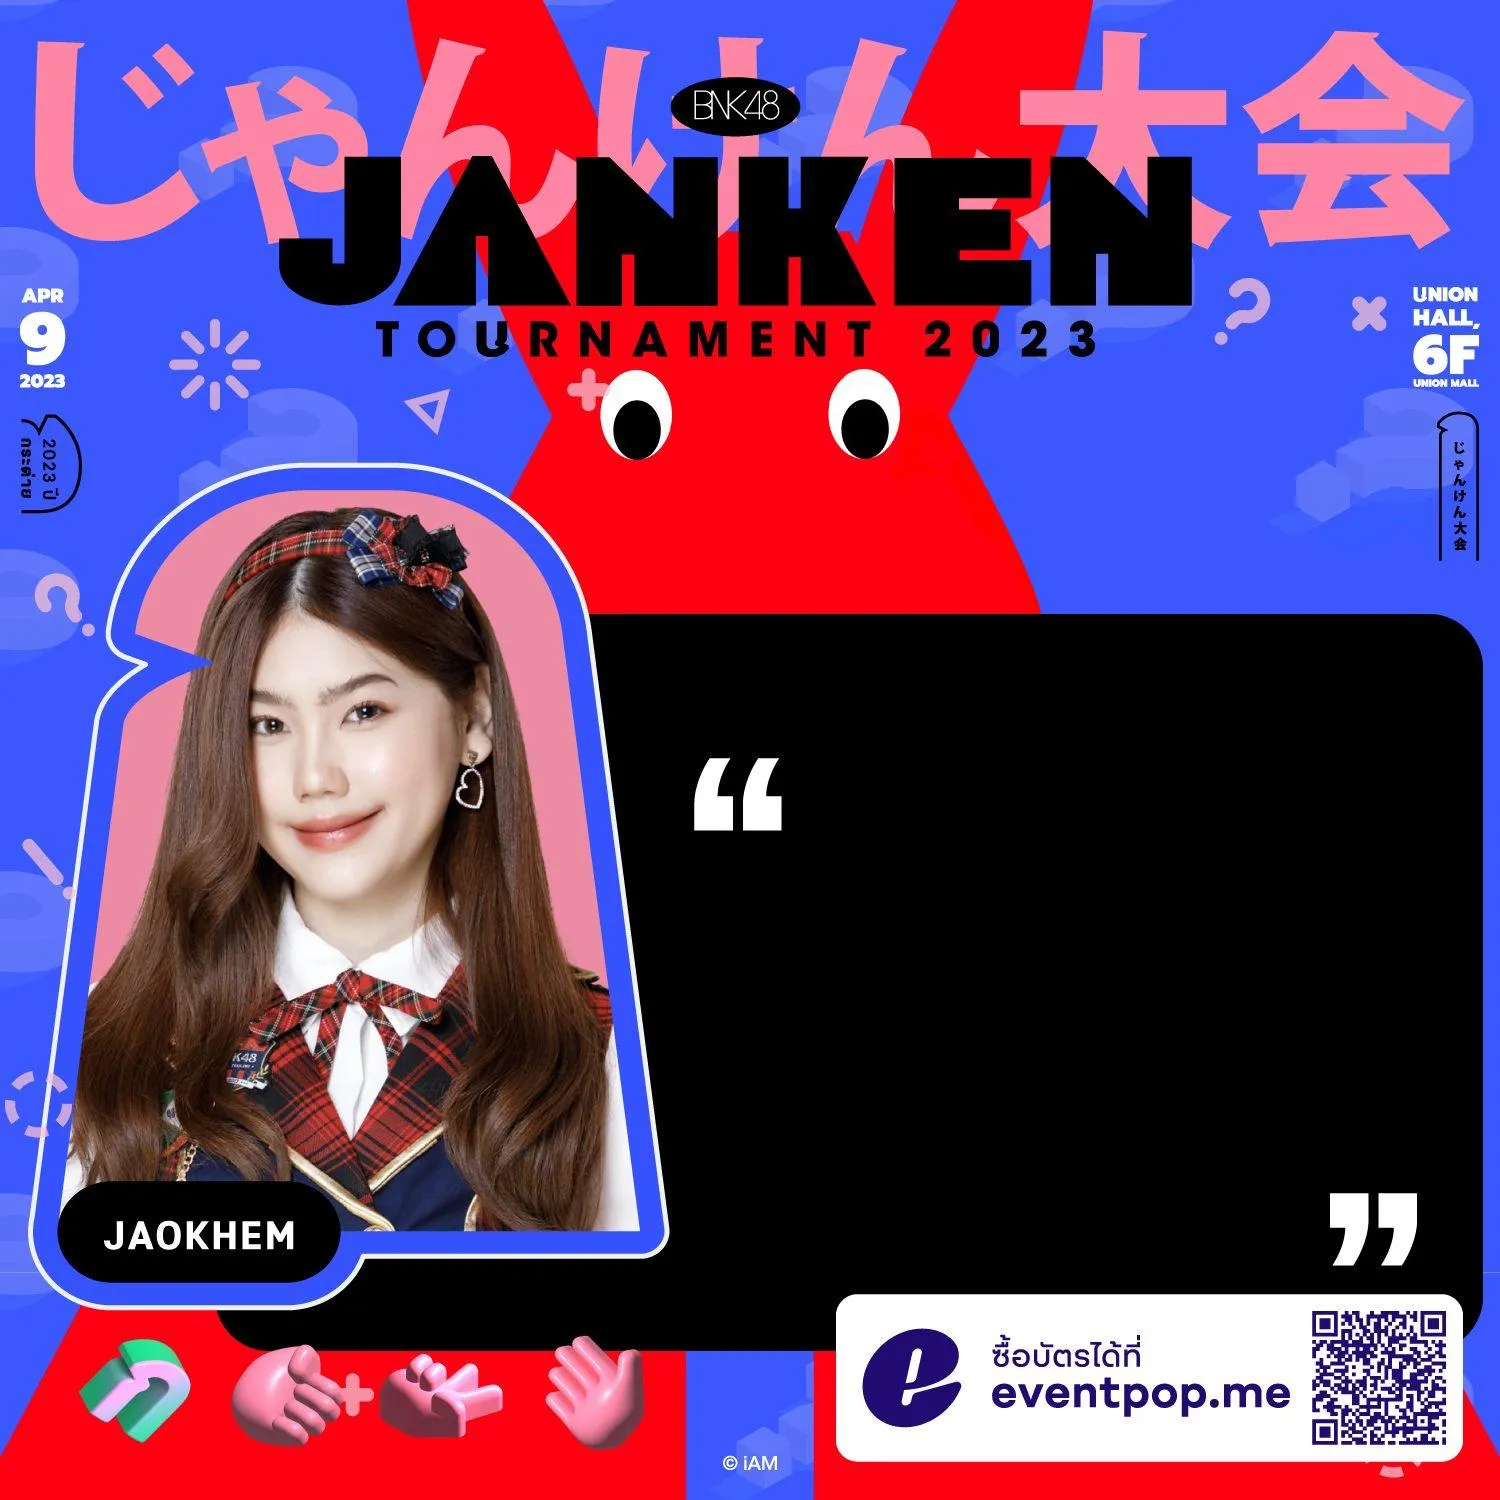 じゃんけん大会
BNK48
JANKEN
TOURNAMENT 2023
APR
9
2023
UNION
HALL,
6F
UNION MALL
2023 ปี
กระต่าย
じゃんけん大会
“
K48
JAOKHEM
”
ซื้อบัตรได้ที่
eventpop.me
© iAM